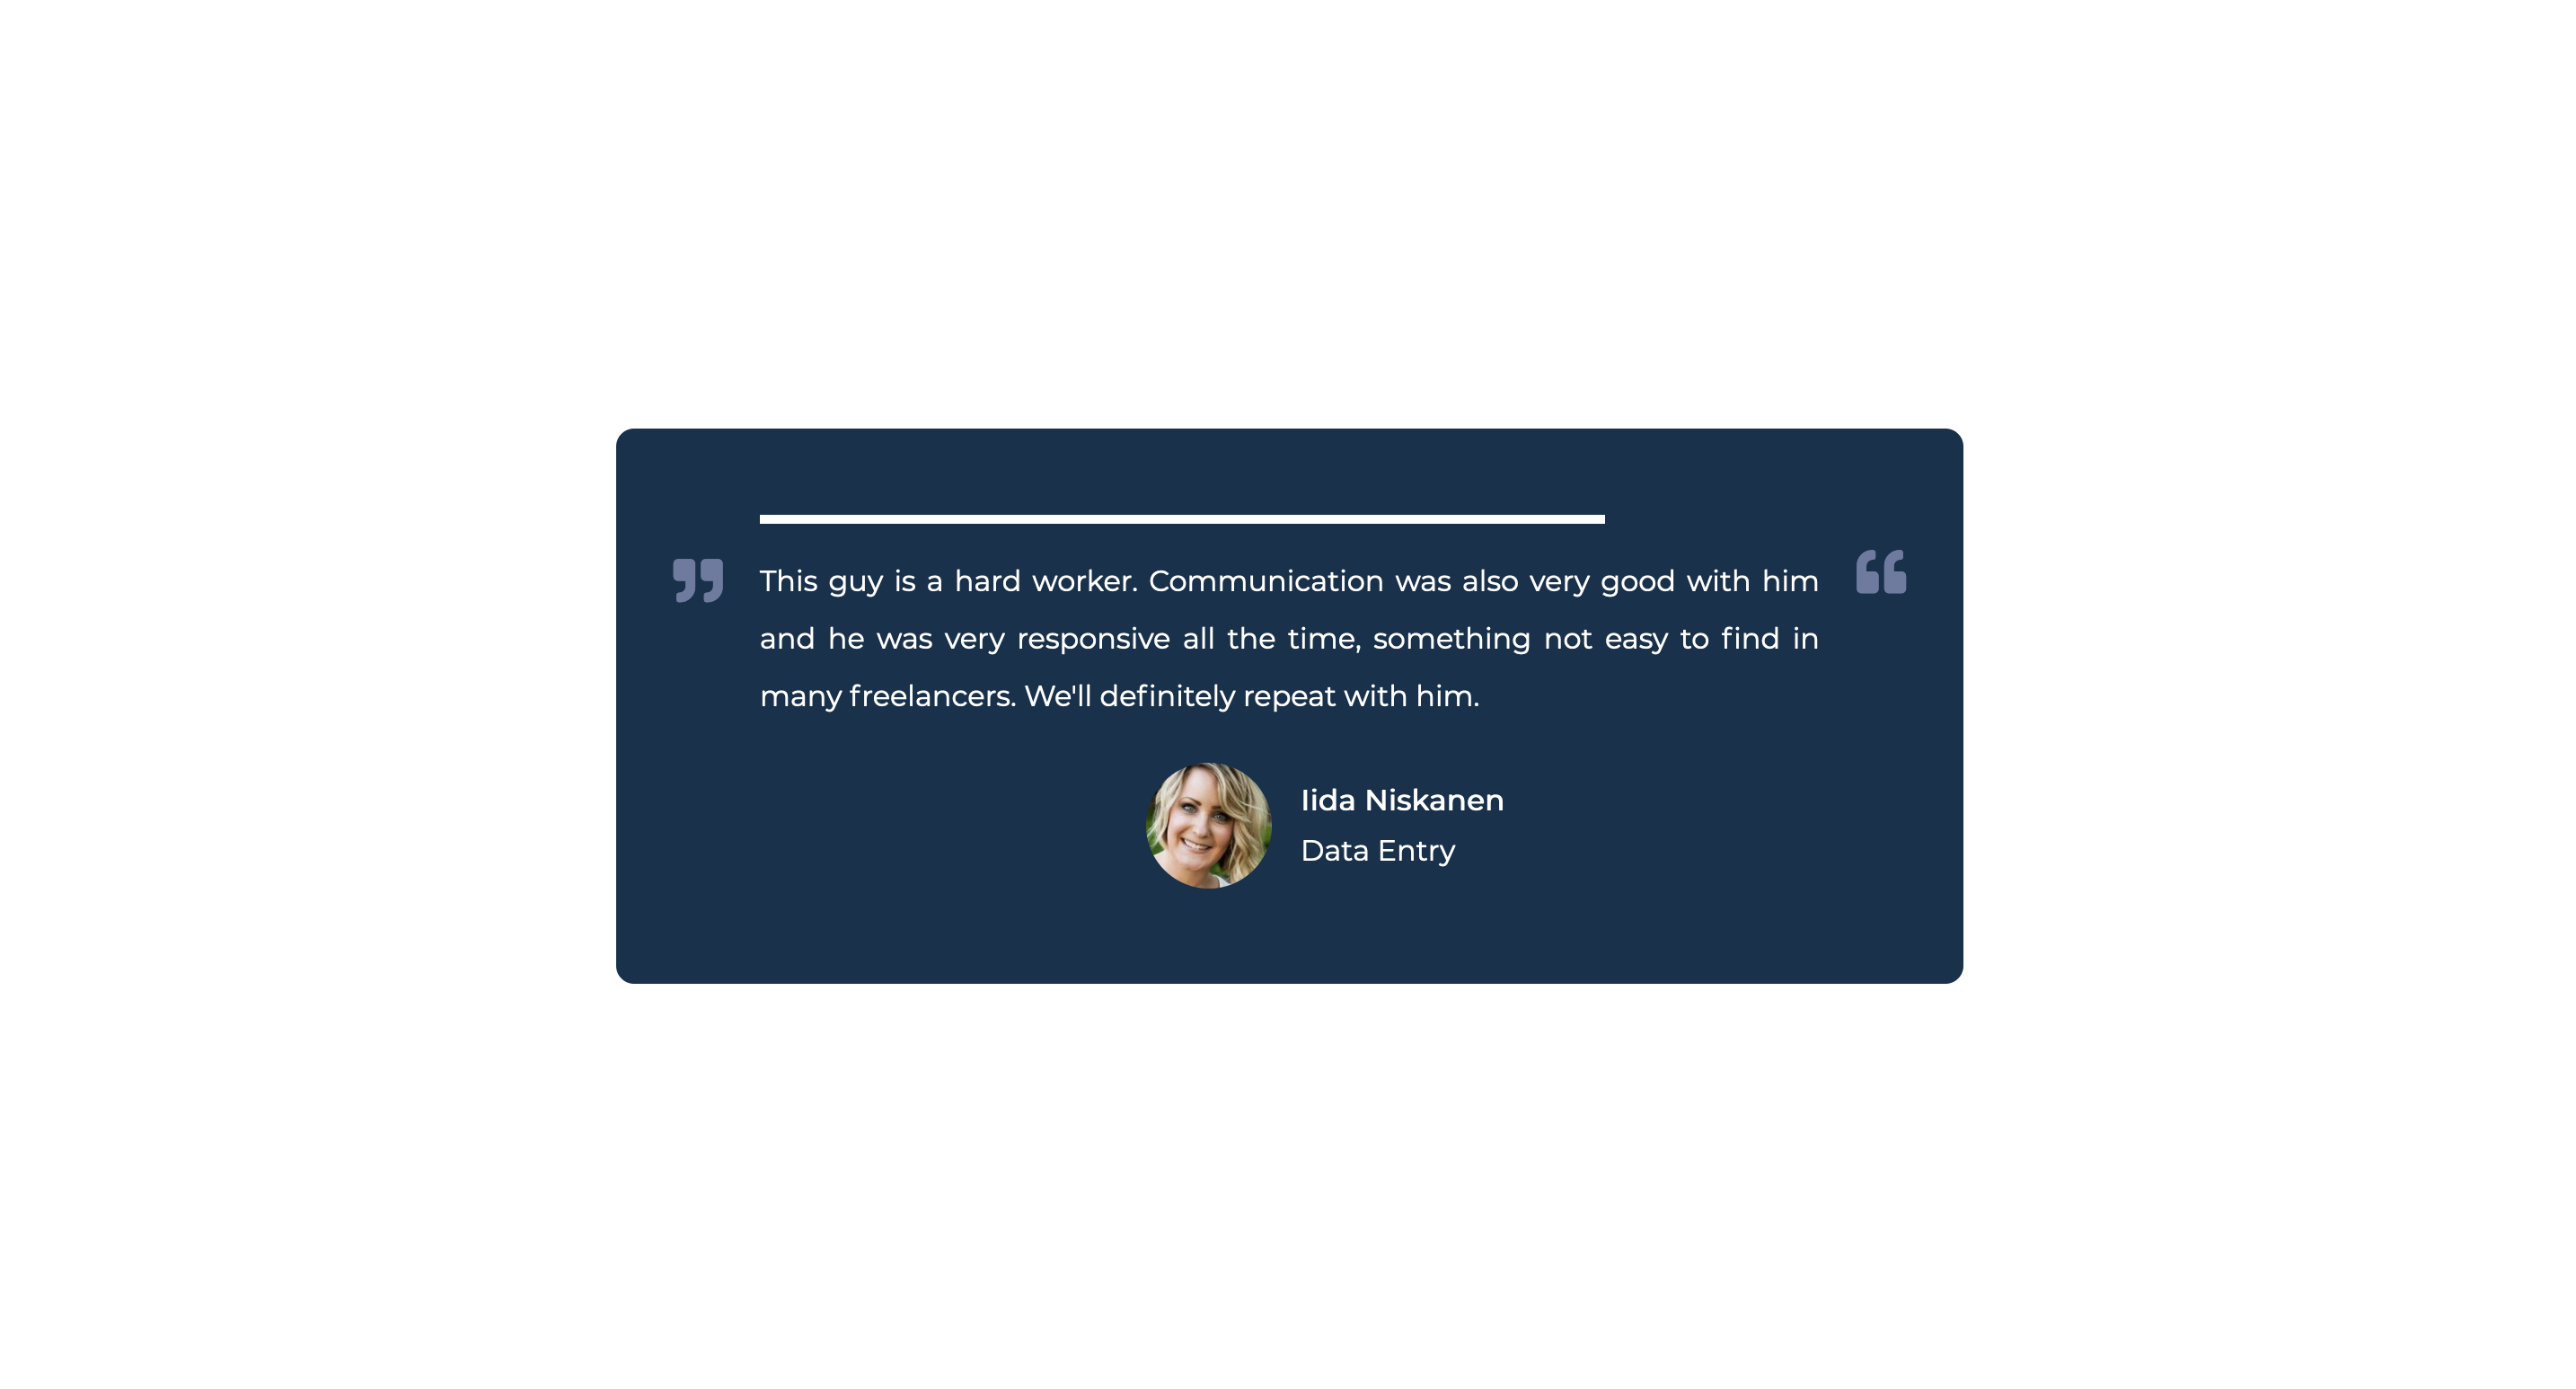 This guy is a hard worker. Communication was also very good with him
and he was very responsive all the time, something not easy to find in
many freelancers. We'll definitely repeat with him.
Iida Niskanen
Data Entry